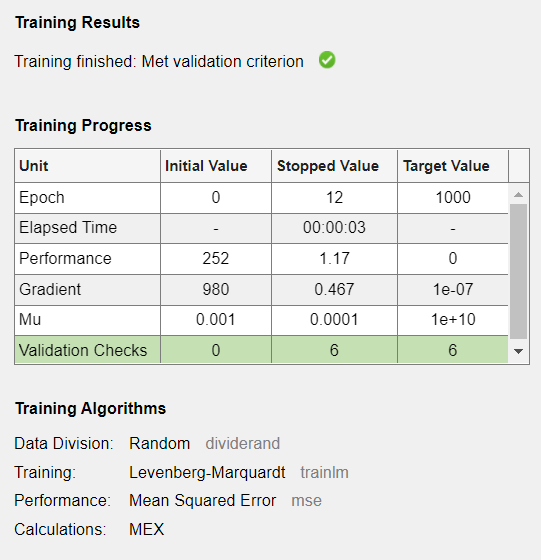 Training Results
Training finished: Met validation criterion
Training Progress
Unit Initial Value Stopped Value Target Value
Epoch 0 12 1000
Elapsed Time - 00:00:03 -
Performance 252 1.17 0
Gradient 980 0.467 1e-07
Mu 0.001 0.0001 1e+10
Validation Checks 0 6 6
Training Algorithms
Data Division: Random dividerand
Training: Levenberg-Marquardt trainlm
Performance: Mean Squared Error mse
Calculations: MEX